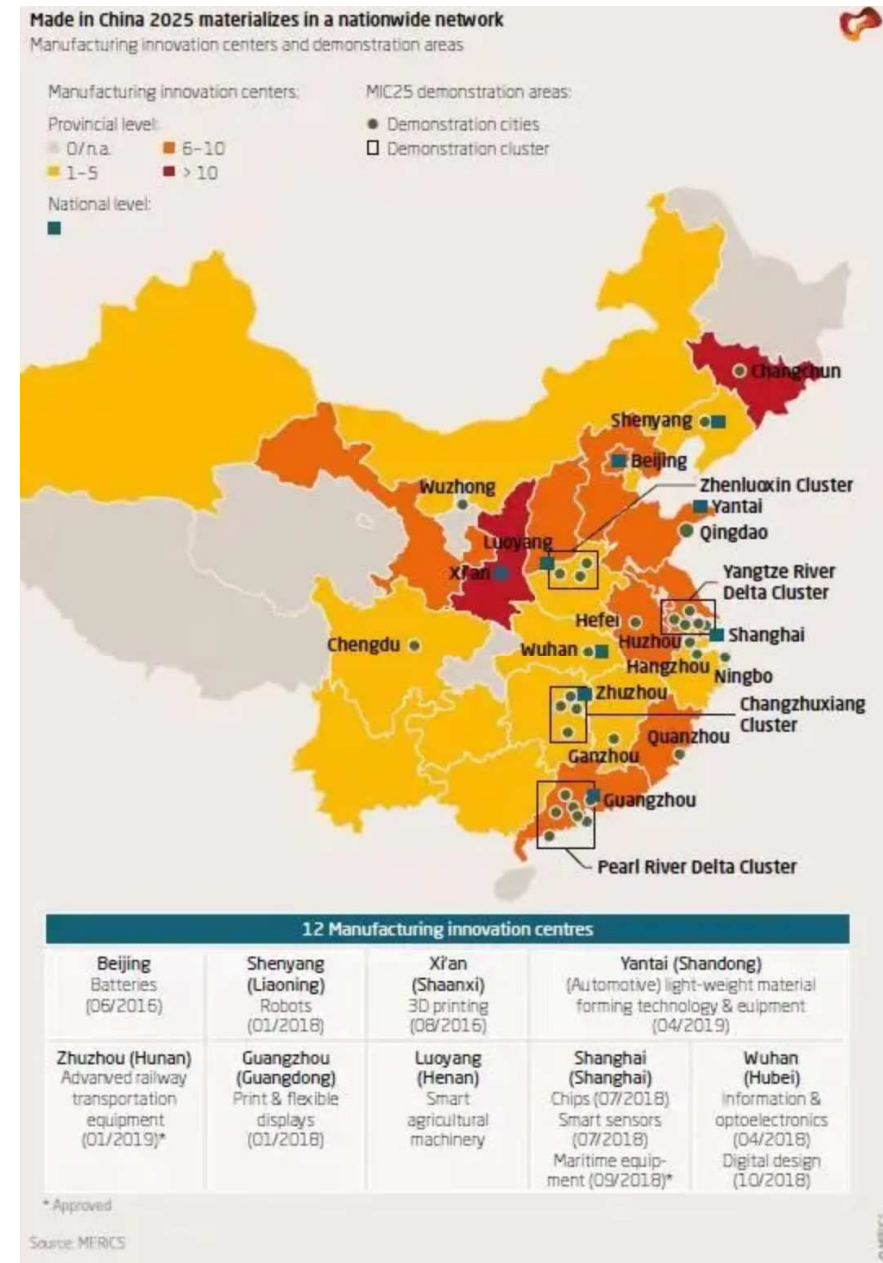 Made in China 2025 materializes in a nationwide network
Manufacturing innovation centers and demonstration areas
Manufacturing innovation centers:
Provincial level:
0/n.a.
6-10
1-5
> 10
National level:
MIC25 demonstration areas:
Demonstration cities
Demonstration cluster
Changchun
Shenyang
Beijing
Zhenluoxin Cluster
Wuzhong
Yantai
Qingdao
Luoyang
Xi'an
Yangtze River
Delta Cluster
Hefei
Huzhou
Shanghai
Chengdu
Wuhan
Hangzhou
Ningbo
Zhuzhou
Changzhuxiang
Cluster
Quanzhou
Ganzhou
Guangzhou
Pearl River Delta Cluster
12 Manufacturing innovation centres
Beijing
Batteries
(06/2016)
Shenyang
(Liaoning)
Robots
(01/2018)
Xi'an
(Shaanxi)
3D printing
(08/2016)
Yantai (Shandong)
(Automotive) light-weight material
forming technology & euipment
(04/2019)
Zhuzhou (Hunan)
Advanved railway
transportation
equipment
(01/2019)*
Guangzhou
(Guangdong)
Print & flexible
displays
(01/2018)
Luoyang
(Henan)
Smart
agricultural
machinery
Shanghai
(Shanghai)
Chips (07/2018)
Smart sensors
(07/2018)
Maritime equip-
ment (09/2018)*
Wuhan
(Hubei)
Information &
optoelectronics
(04/2018)
Digital design
(10/2018)
* Approved
Source: MERICS
© MERICS